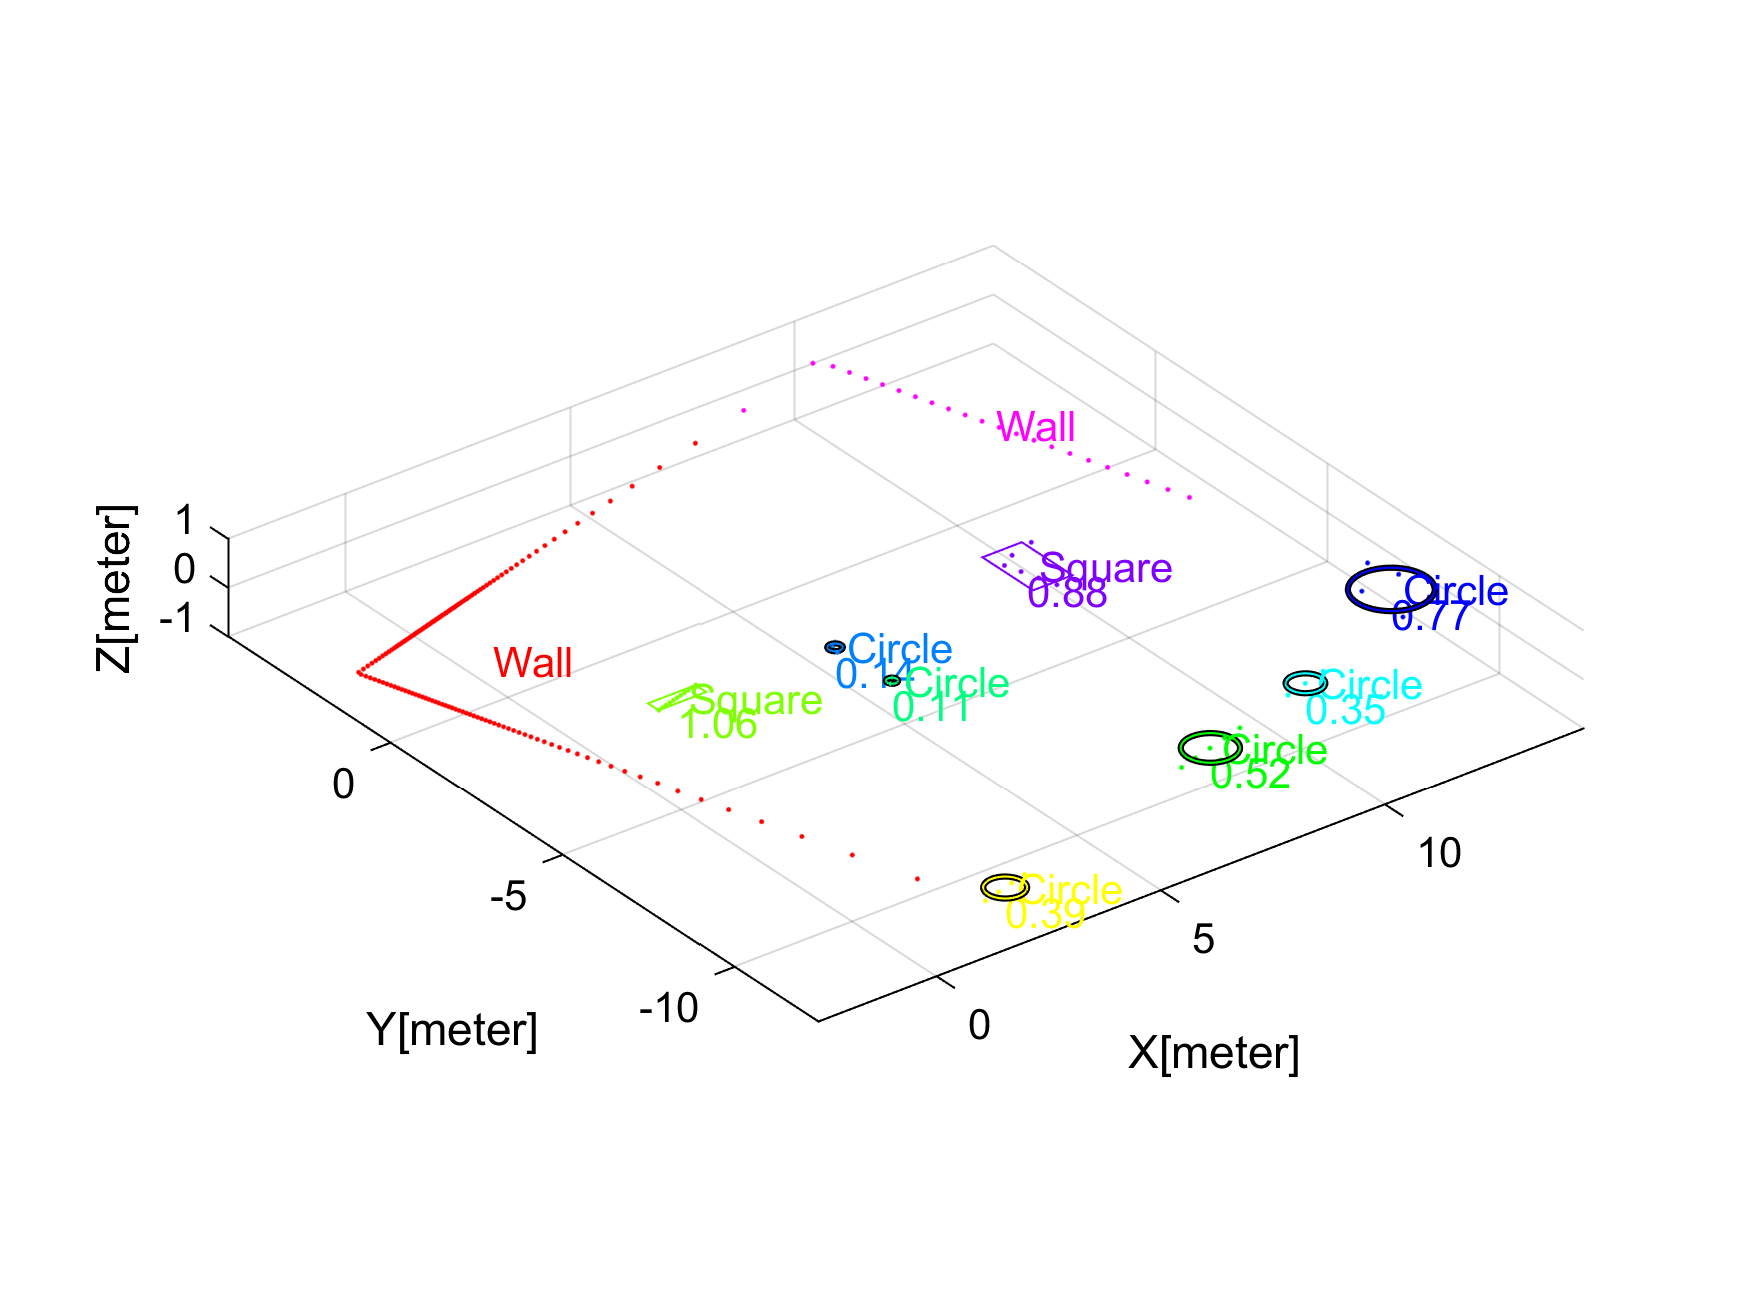 Wall
Wall
Square
0.88
Circle
0.77
Circle
0.14
Circle
0.11
Square
1.06
Circle
0.35
Circle
0.52
Circle
0.39
1
0
-1
Z[meter]
0
-5
-10
Y[meter]
0
5
10
X[meter]